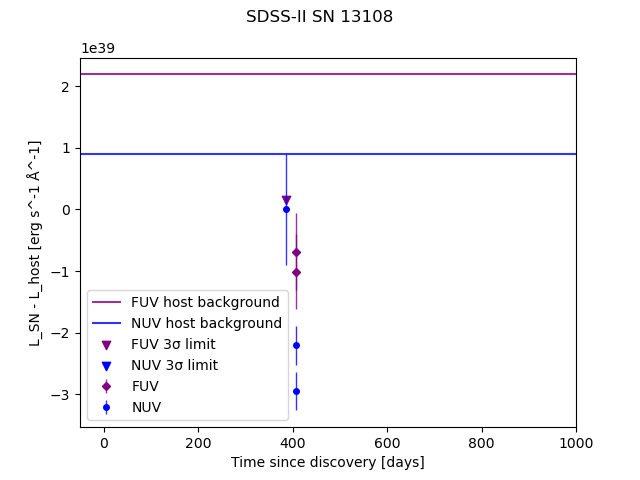 SDSS-II SN 13108
1e39
2
1
0
−1
−2
−3
L_SN - L_host [erg s^-1 Å^-1]
FUV host background
NUV host background
FUV 3σ limit
NUV 3σ limit
FUV
NUV
0 200 400 600 800 1000
Time since discovery [days]